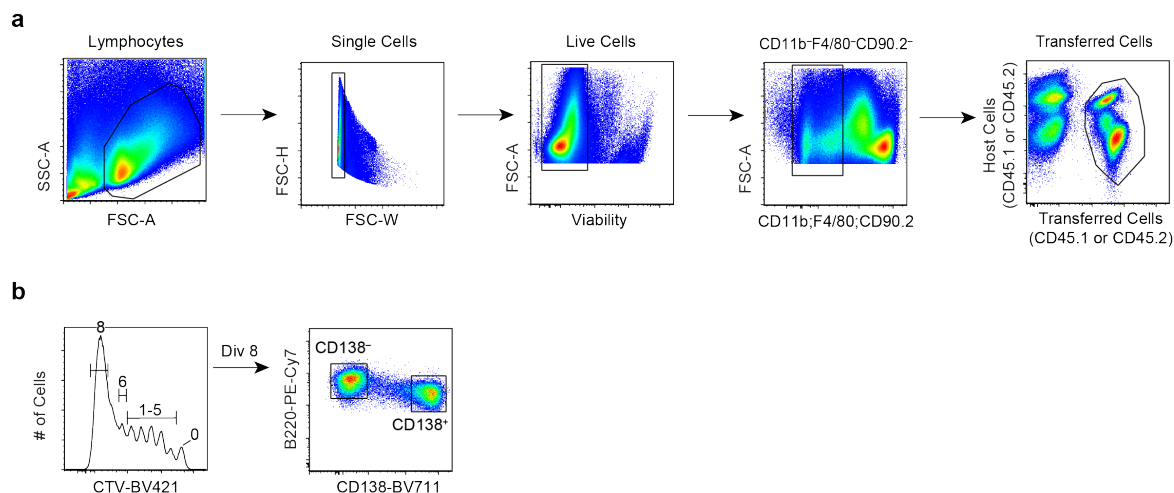 a
Lymphocytes
Single Cells
Live Cells
CD11b⁻F4/80⁻CD90.2⁻
Transferred Cells
SSC-A
FSC-A
FSC-H
FSC-W
FSC-A
Viability
FSC-A
CD11b;F4/80;CD90.2
Host Cells
(CD45.1 or CD45.2)
Transferred Cells
(CD45.1 or CD45.2)
b
8
6
1-5
0
# of Cells
CTV-BV421
Div 8
CD138⁻
CD138⁺
B220-PE-Cy7
CD138-BV711